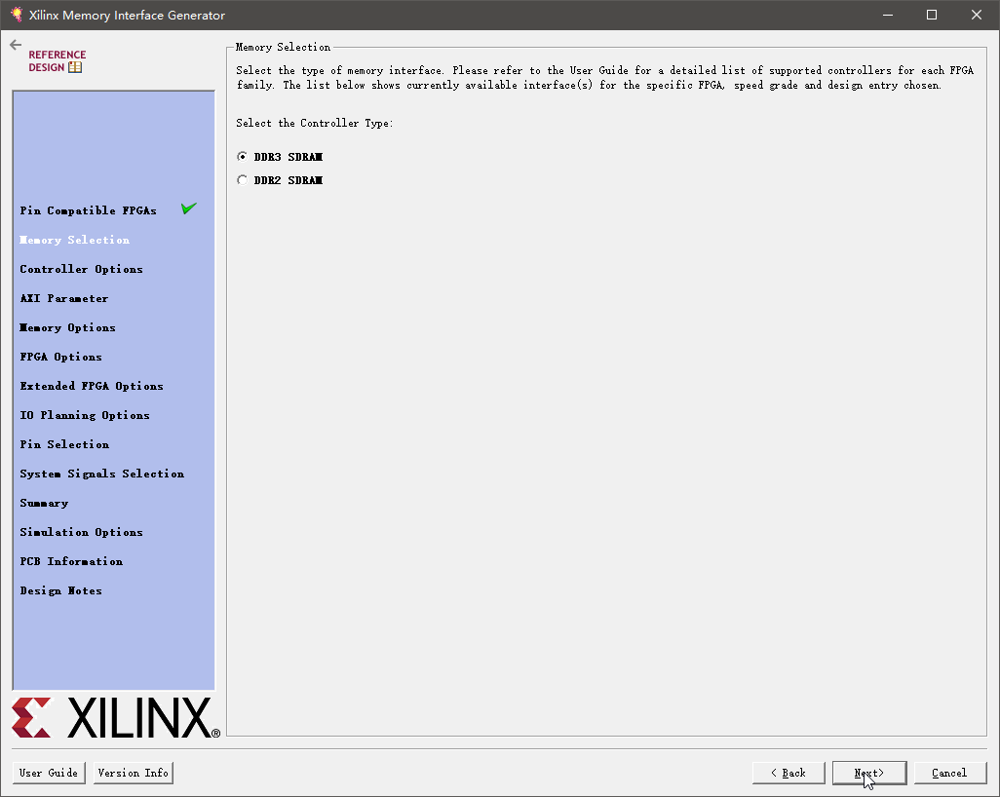 Xilinx Memory Interface Generator
REFERENCE
DESIGN
Pin Compatible FPGAs
Memory Selection
Controller Options
AXI Parameter
Memory Options
FPGA Options
Extended FPGA Options
IO Planning Options
Pin Selection
System Signals Selection
Summary
Simulation Options
PCB Information
Design Notes
XILINX®
Memory Selection
Select the type of memory interface. Please refer to the User Guide for a detailed list of supported controllers for each FPGA
family. The list below shows currently available interface(s) for the specific FPGA, speed grade and design entry chosen.
Select the Controller Type:
DDR3 SDRAM
DDR2 SDRAM
User Guide
Version Info
< Back
Next>
Cancel